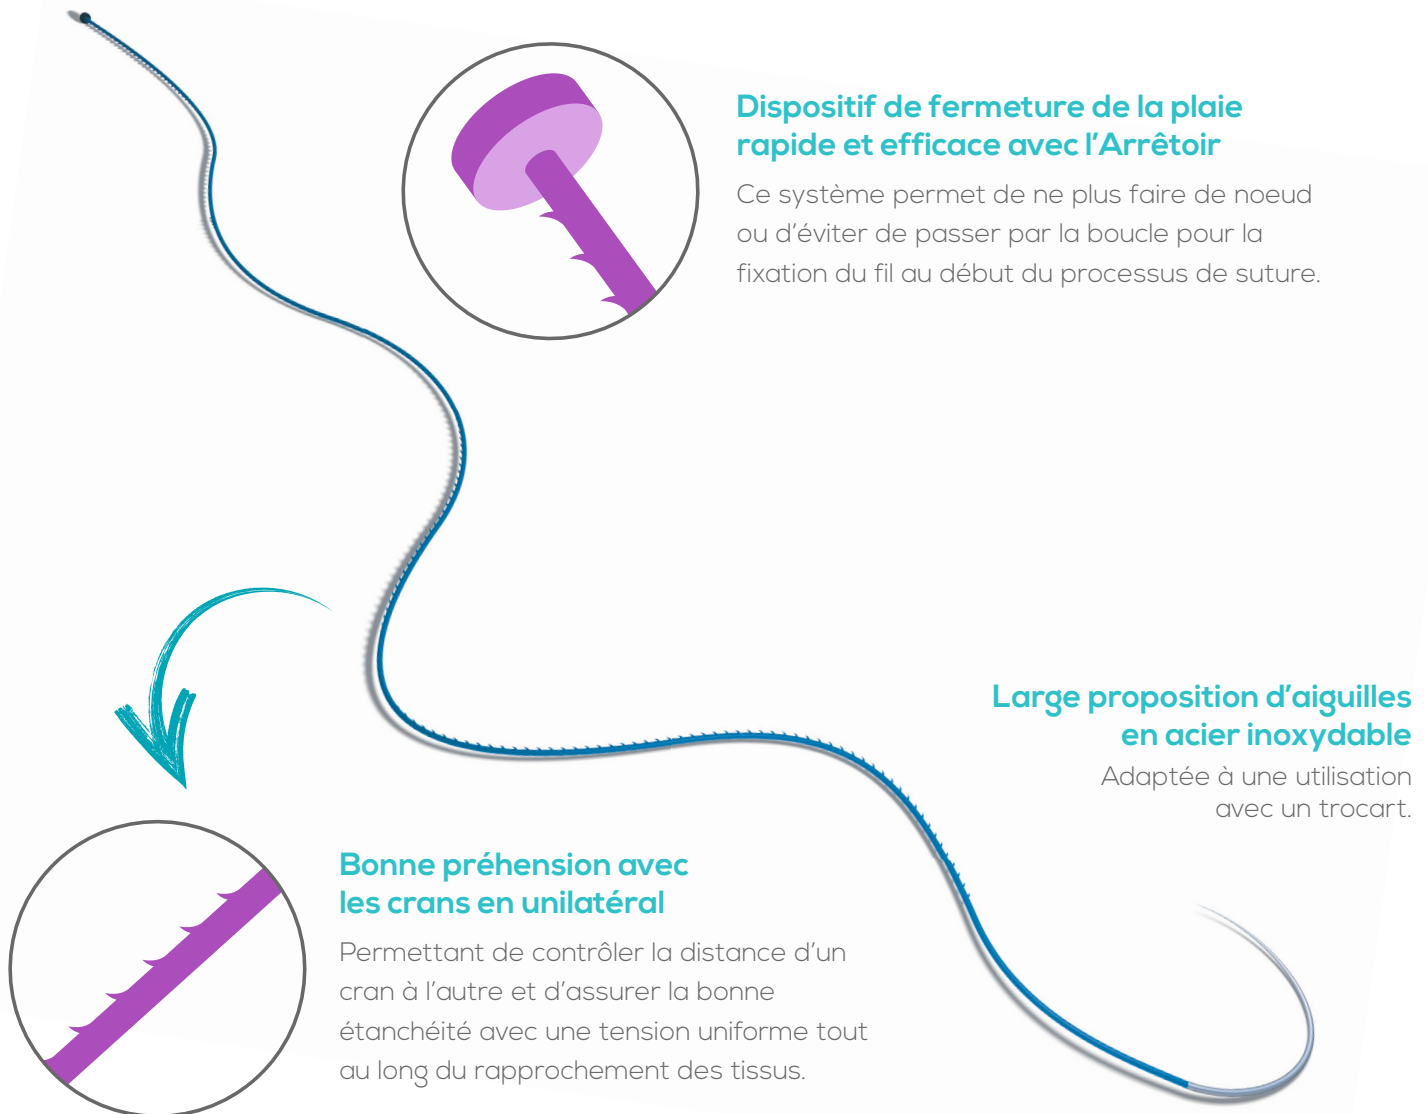 Dispositif de fermeture de la plaie
rapide et efficace avec l'Arrêtoir
Ce système permet de ne plus faire de noeud
ou d'éviter de passer par la boucle pour la
fixation du fil au début du processus de suture.
Large proposition d'aiguilles
en acier inoxydable
Adaptée à une utilisation
avec un trocart.
Bonne préhension avec
les crans en unilatéral
Permettant de contrôler la distance d'un
cran à l'autre et d'assurer la bonne
étanchéité avec une tension uniforme tout
au long du rapprochement des tissus.